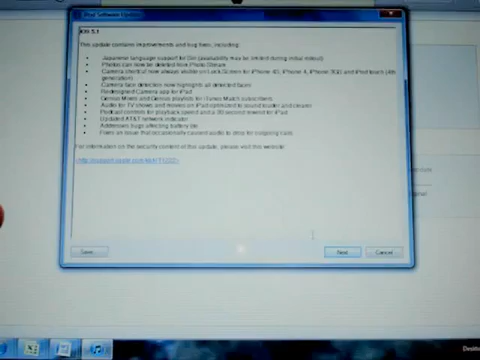 iPod Software Update
iOS 5.1
This update contains improvements and bug fixes, including:
Japanese language support for Siri (availability may be limited during initial rollout)
Photos can now be deleted from Photo Stream
Camera shortcut now always visible on Lock Screen for iPhone 4S, iPhone 4, iPhone 3GS and iPod touch (4th
generation)
Camera face detection now highlights all detected faces
Redesigned Camera app for iPad
Genius Mixes and Genius playlists for iTunes Match subscribers
Audio for TV shows and movies on iPad optimized to sound louder and clearer
Podcast controls for playback speed and a 30 second rewind for iPad
Updated AT&T network indicator
Addresses bugs affecting battery life
Fixes an issue that occasionally caused audio to drop for outgoing calls
For information on the security content of this update, please visit this website:
Save...
Next
Cancel